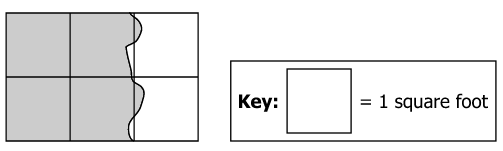 Key: = 1 square foot